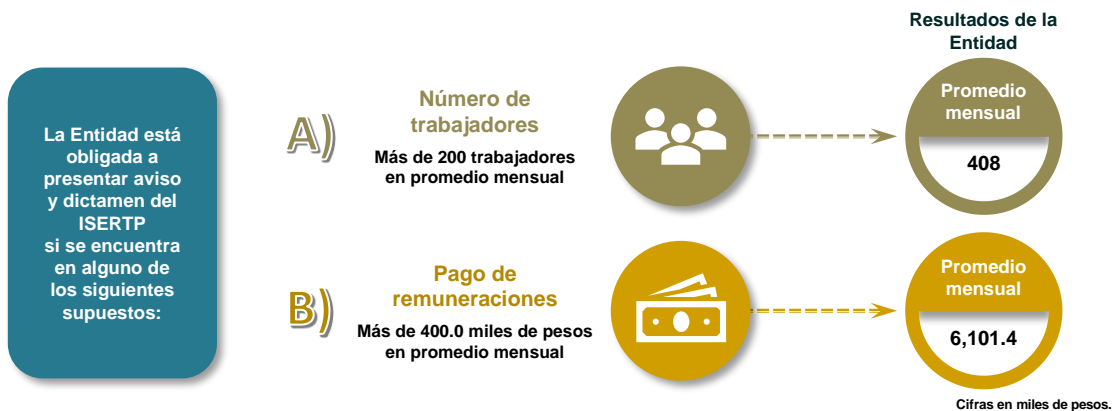 Resultados de la
Entidad
La Entidad está
obligada a
presentar aviso
y dictamen del
ISERTP
si se encuentra
en alguno de
los siguientes
supuestos:
A)
Número de
trabajadores
Más de 200 trabajadores
en promedio mensual
Promedio
mensual
408
B)
Pago de
remuneraciones
Más de 400.0 miles de pesos
en promedio mensual
Promedio
mensual
6,101.4
Cifras en miles de pesos.